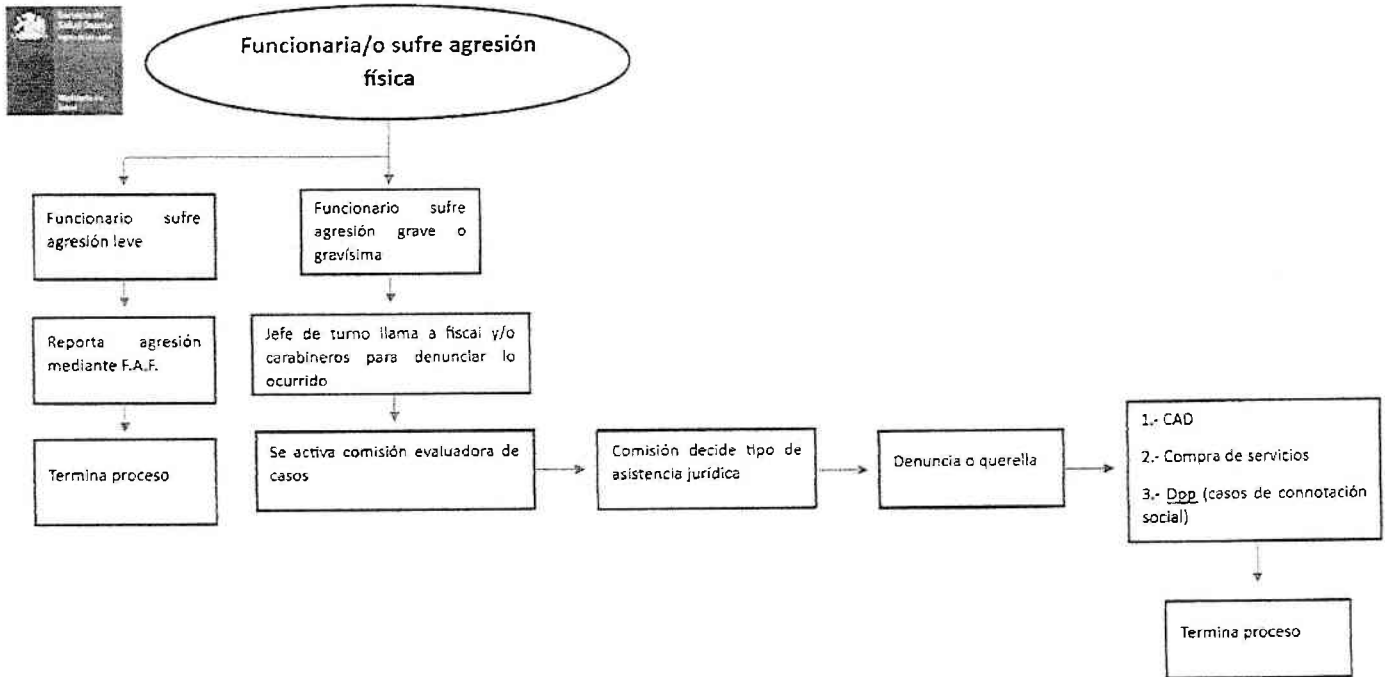 Funcionaria/o sufre agresión
física
Funcionario sufre
agresión leve
Funcionario sufre
agresión grave o
gravísima
Reporta agresión
mediante F.A.F.
Jefe de turno llama a fiscal y/o
carabineros para denunciar lo
ocurrido
Termina proceso
Se activa comisión evaluadora de
casos
Comisión decide tipo de
asistencia jurídica
Denuncia o querella
1.- CAD
2.- Compra de servicios
3.- Dpp (casos de connotación
social)
Termina proceso